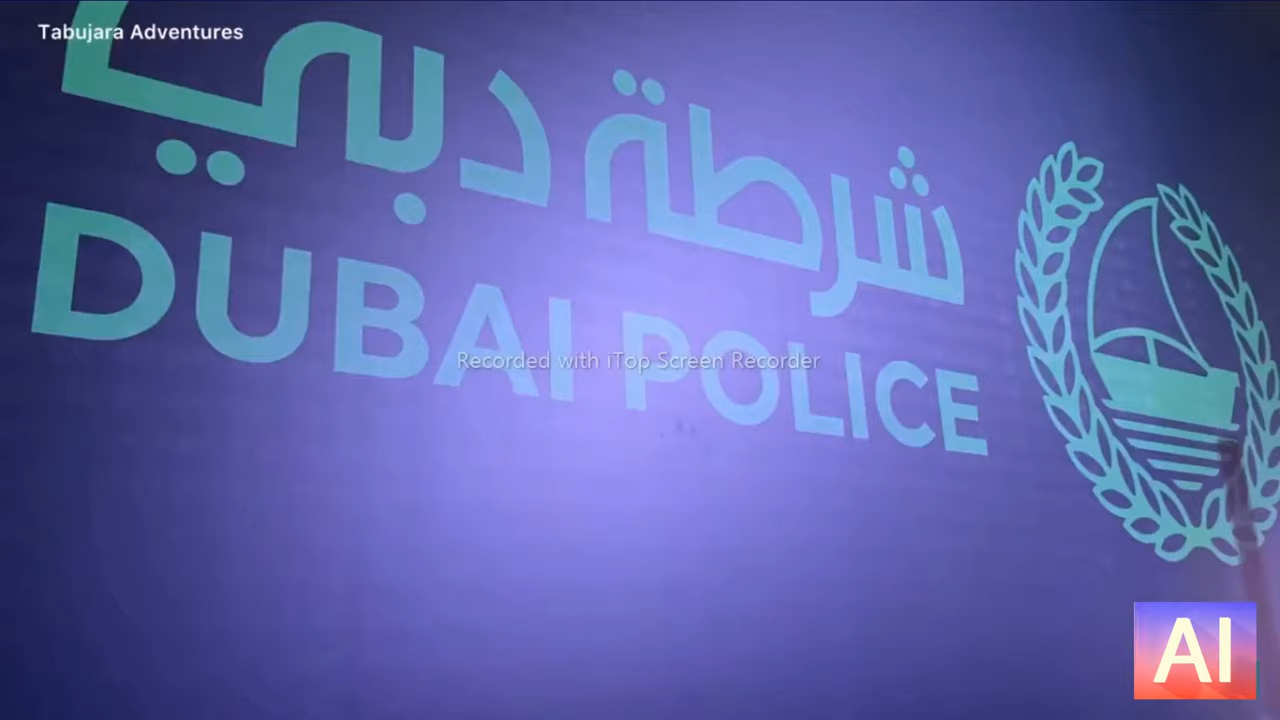 Tabujara Adventures
شرطة دبي
DUBAI POLICE
Recorded with iTop Screen Recorder
AI